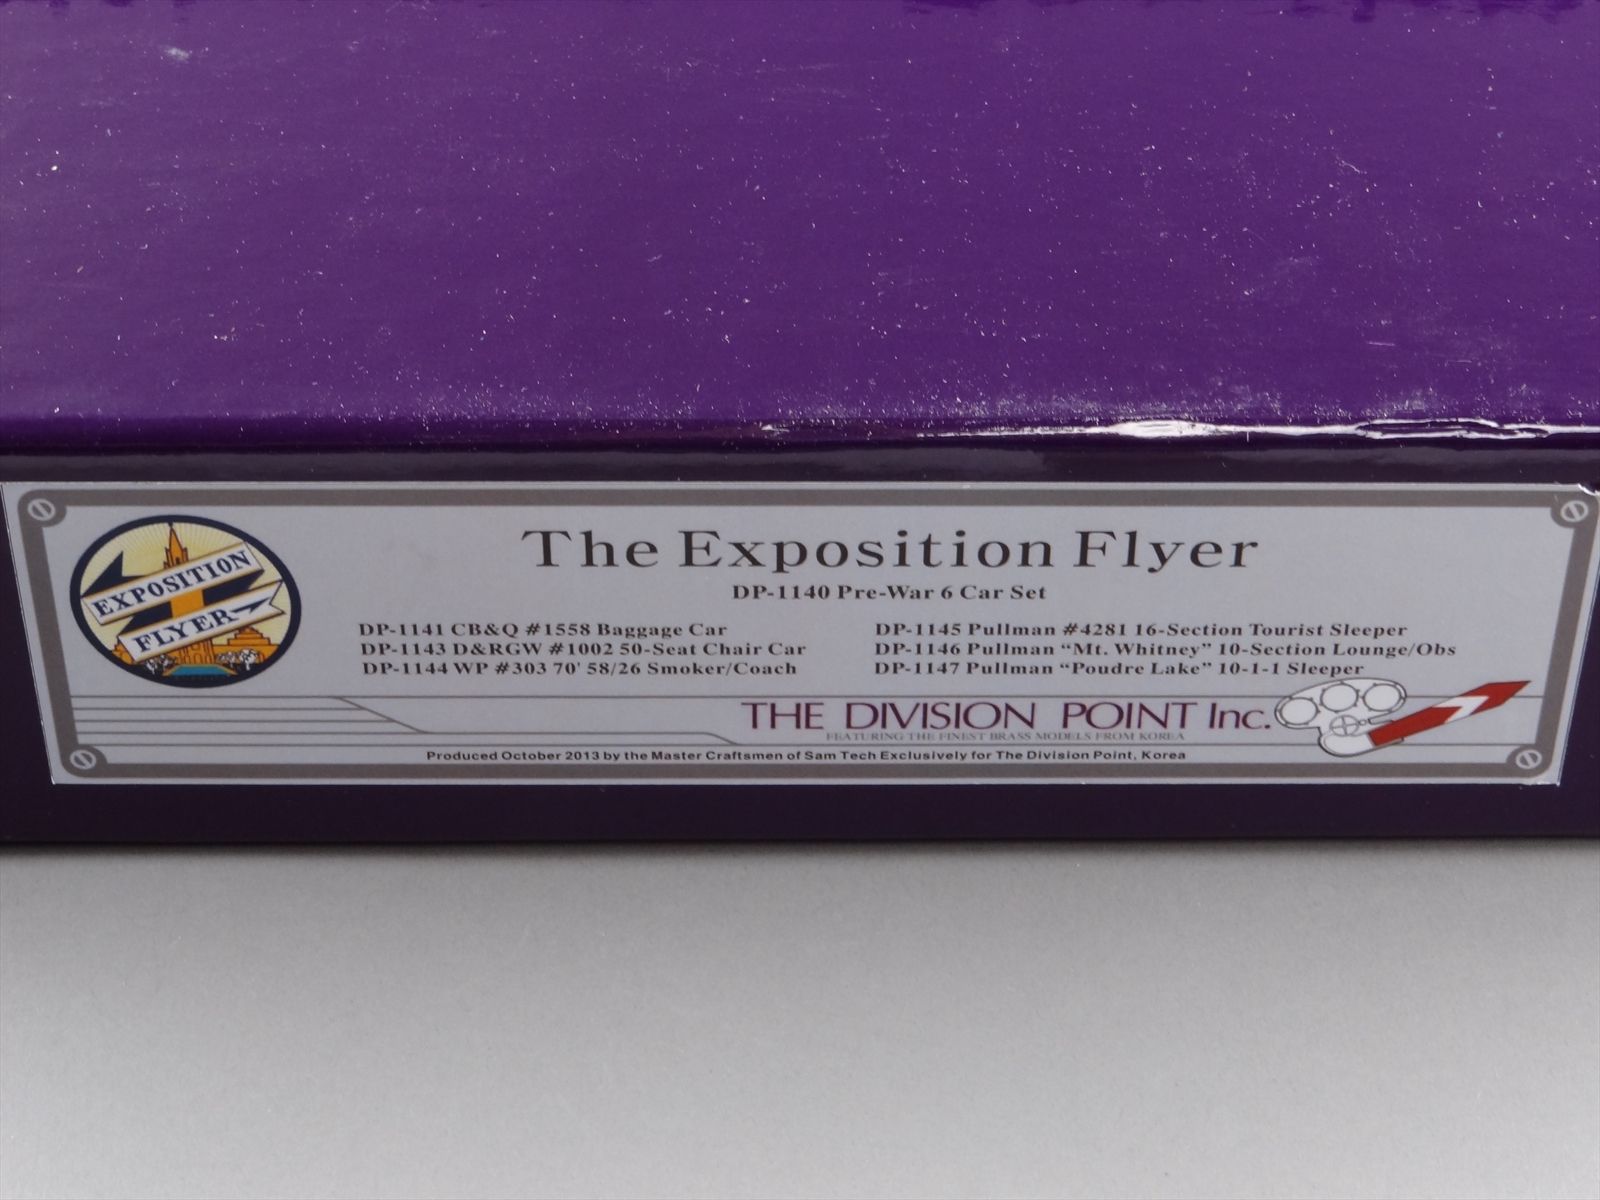 EXPOSITION
FLYER
The Exposition Flyer
DP-1140 Pre-War 6 Car Set
DP-1141 CB&Q #1558 Baggage Car
DP-1143 D&RGW #1002 50-Seat Chair Car
DP-1144 WP #303 70' 58/26 Smoker/Coach
DP-1145 Pullman #4281 16-Section Tourist Sleeper
DP-1146 Pullman “Mt. Whitney” 10-Section Lounge/Obs
DP-1147 Pullman “Poudre Lake” 10-1-1 Sleeper
THE DIVISION POINT Inc.
FEATURING THE FINEST BRASS MODELS FROM KOREA
Produced October 2013 by the Master Craftsmen of Sam Tech Exclusively for The Division Point, Korea